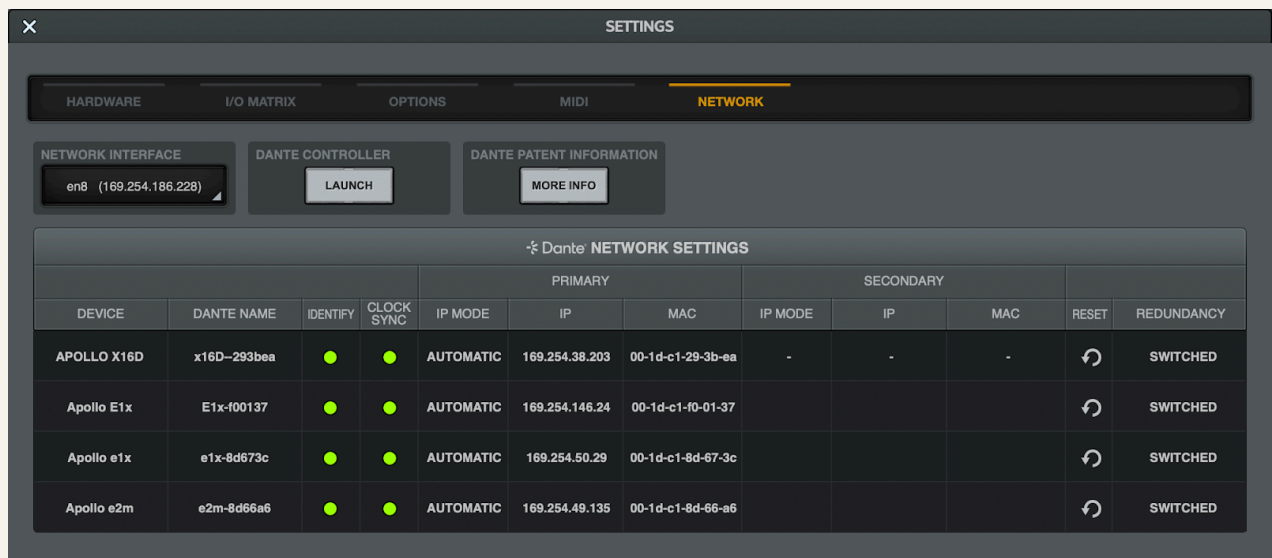 SETTINGS
HARDWARE I/O MATRIX OPTIONS MIDI NETWORK
NETWORK INTERFACE DANTE CONTROLLER DANTE PATENT INFORMATION
en8 (169.254.186.228) LAUNCH MORE INFO
Dante NETWORK SETTINGS
PRIMARY SECONDARY
DEVICE DANTE NAME IDENTIFY CLOCK SYNC IP MODE IP MAC IP MODE IP MAC RESET REDUNDANCY
APOLLO X16D x16D--293bea AUTOMATIC 169.254.38.203 00-1d-c1-29-3b-ea - - - SWITCHED
Apollo E1x E1x-f00137 AUTOMATIC 169.254.146.24 00-1d-c1-f0-01-37 SWITCHED
Apollo e1x e1x-8d673c AUTOMATIC 169.254.50.29 00-1d-c1-8d-67-3c SWITCHED
Apollo e2m e2m-8d66a6 AUTOMATIC 169.254.49.135 00-1d-c1-8d-66-a6 SWITCHED